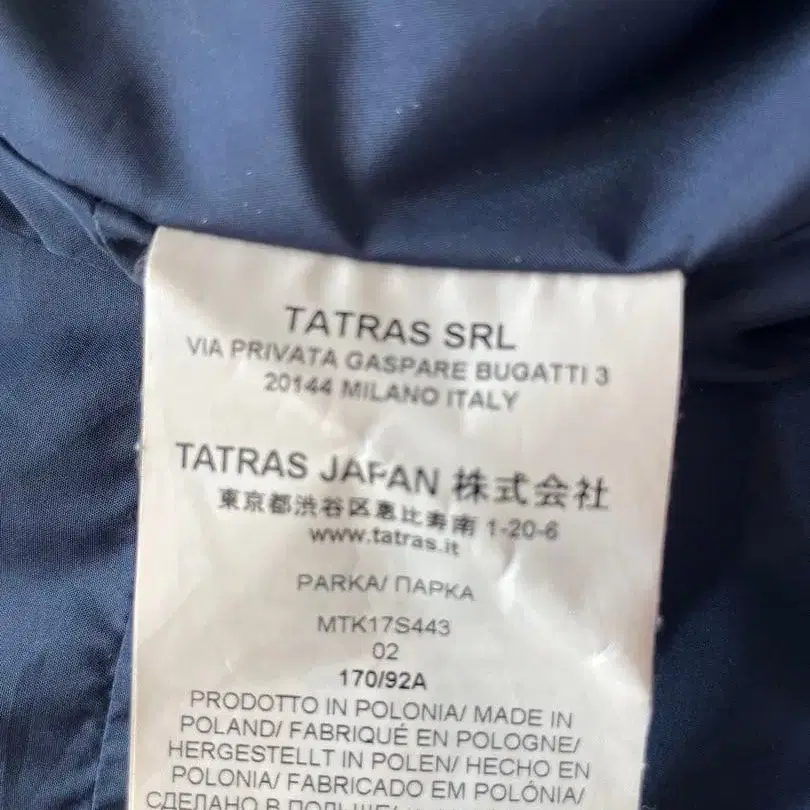 TATRAS SRL
VIA PRIVATA GASPARE BUGATTI 3
20144 MILANO ITALY
TATRAS JAPAN 株式会社
東京都渋谷区恵比寿南 1-20-6
www.tatras.it
PARKA/ ПАРКА
MTK17S443
02
170/92A
PRODOTTO IN POLONIA/ MADE IN
POLAND/ FABRIQUÉ EN POLOGNE/
HERGESTELLT IN POLEN/ HECHO EN
POLONIA/ FABRICADO EM POLÓNIA/
СДЕЛАНО В ПОЛЬШЕ/